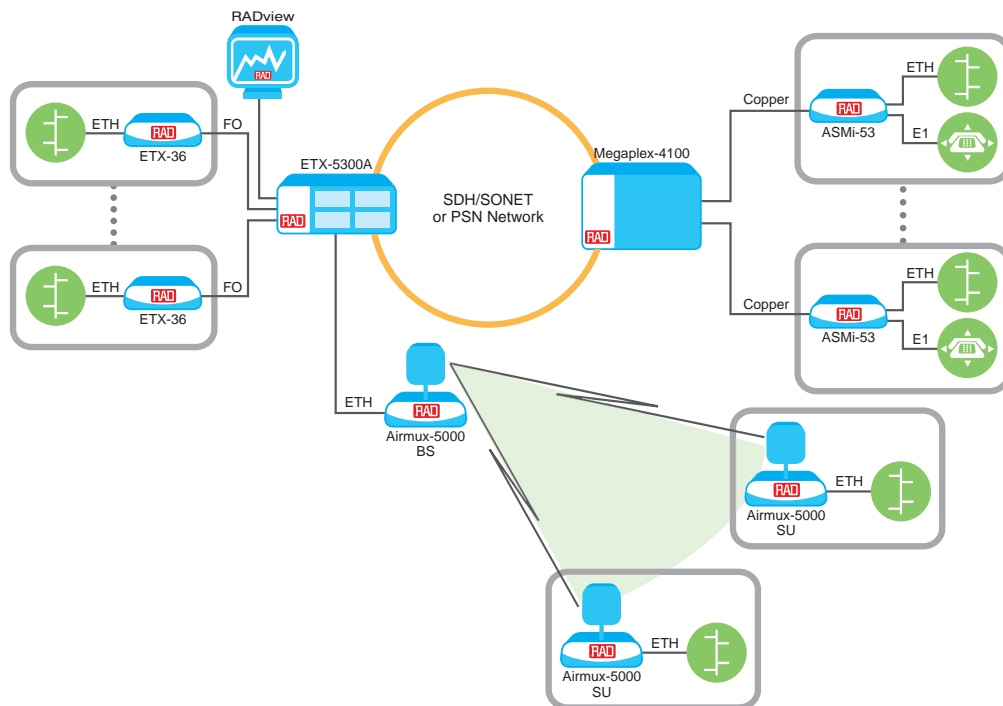 RADview
RAD
ETH
RAD
FO
ETX-36
ETX-5300A
RAD
ETH
RAD
FO
ETX-36
SDH/SONET
or PSN Network
Megaplex-4100
RAD
Copper
RAD
ASMi-53
ETH
E1
Copper
RAD
ASMi-53
ETH
E1
ETH
RAD
Airmux-5000
BS
RAD
ETH
Airmux-5000
SU
RAD
ETH
Airmux-5000
SU